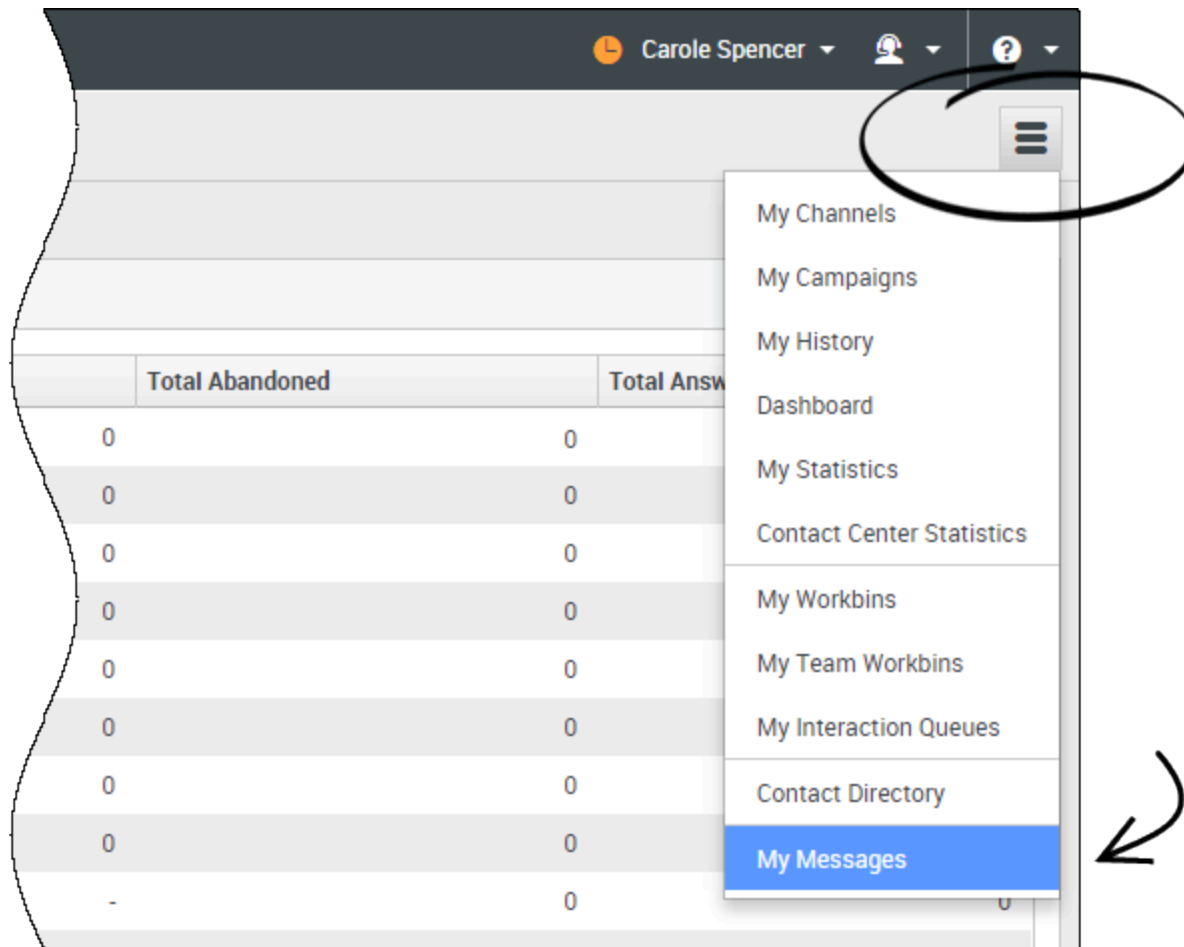 Carole Spencer
?
My Channels
My Campaigns
My History
Total Abandoned Total Answ
Dashboard
0 0
My Statistics
0 0
Contact Center Statistics
0 0
My Workbins
0 0
My Team Workbins
0 0
My Interaction Queues
0 0
0 0
Contact Directory
0 0
My Messages
- 0 0